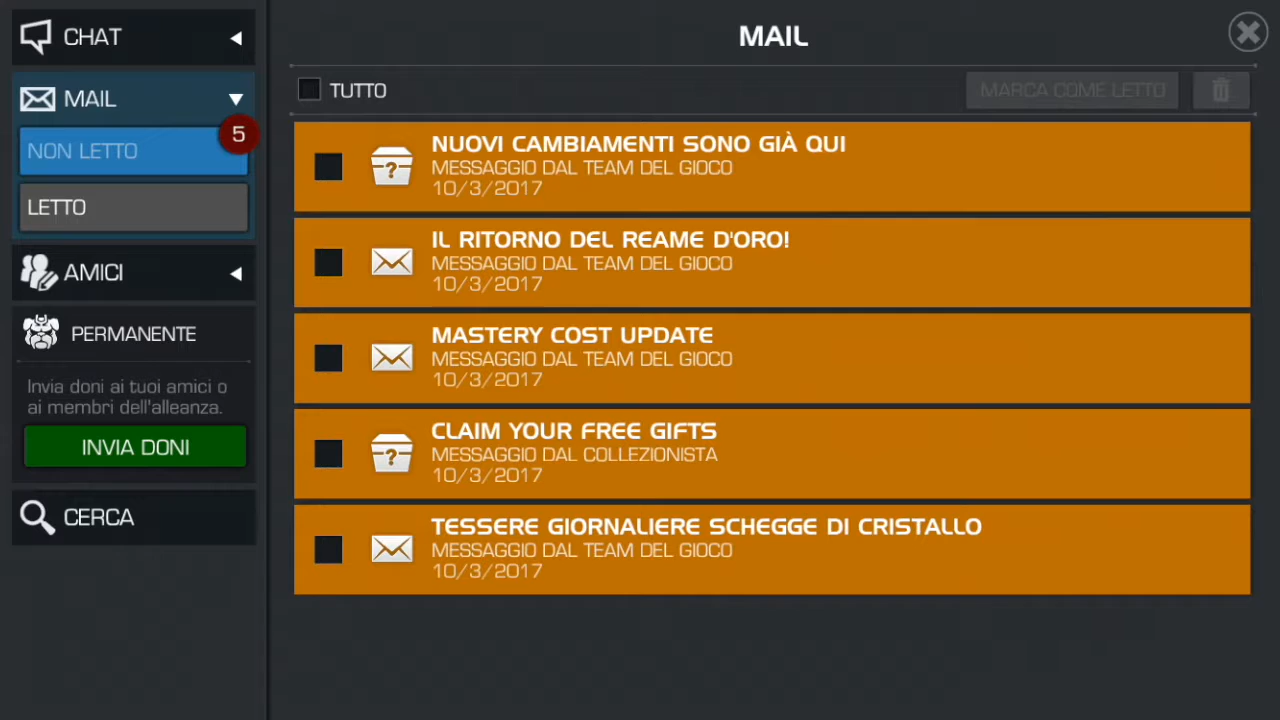 CHAT
MAIL
NON LETTO
5
LETTO
AMICI
PERMANENTE
Invia doni ai tuoi amici o
ai membri dell'alleanza.
INVIA DONI
CERCA
MAIL
TUTTO
MARCA COME LETTO
NUOVI CAMBIAMENTI SONO GIÀ QUI
MESSAGGIO DAL TEAM DEL GIOCO
10/3/2017
IL RITORNO DEL REAME D'ORO!
MESSAGGIO DAL TEAM DEL GIOCO
10/3/2017
MASTERY COST UPDATE
MESSAGGIO DAL TEAM DEL GIOCO
10/3/2017
CLAIM YOUR FREE GIFTS
MESSAGGIO DAL COLLEZIONISTA
10/3/2017
TESSERE GIORNALIERE SCHEGGE DI CRISTALLO
MESSAGGIO DAL TEAM DEL GIOCO
10/3/2017